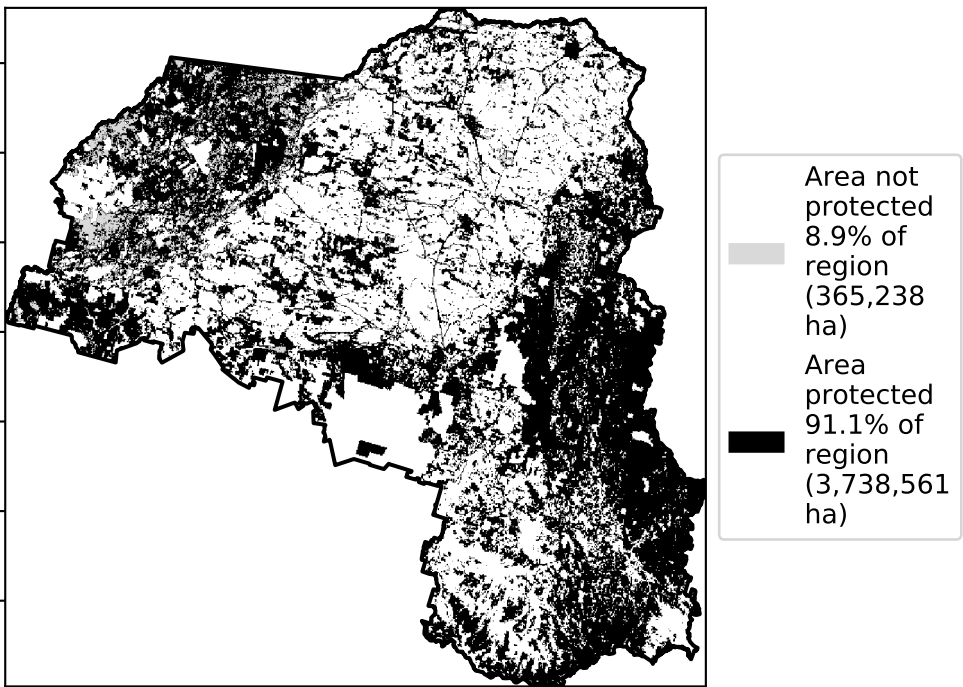 Area not
protected
8.9% of
region
(365,238
ha)
Area
protected
91.1% of
region
(3,738,561
ha)